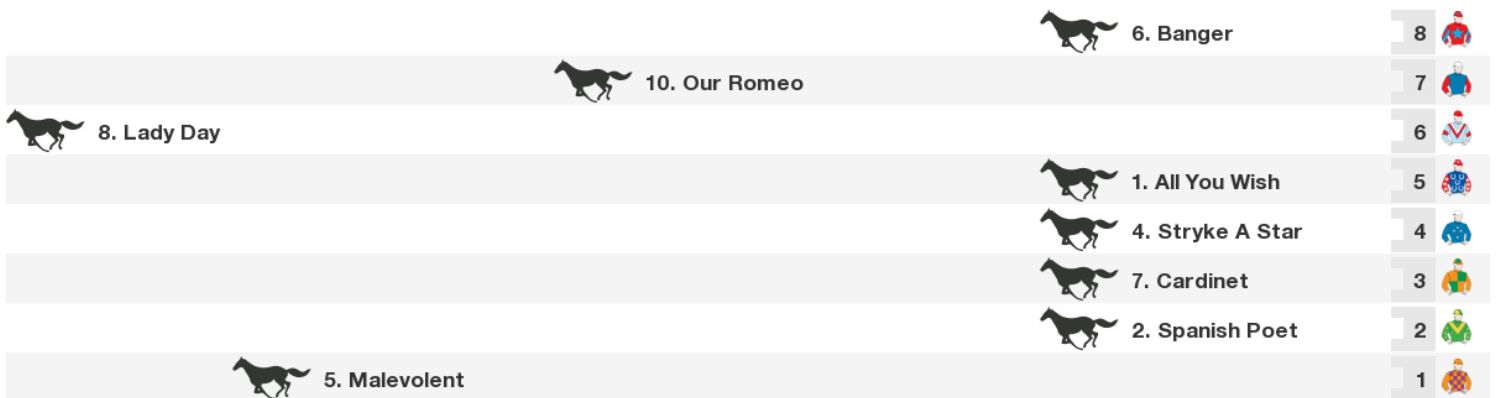 6. Banger 8
10. Our Romeo 7
8. Lady Day 6
1. All You Wish 5
4. Stryke A Star 4
7. Cardinet 3
2. Spanish Poet 2
5. Malevolent 1